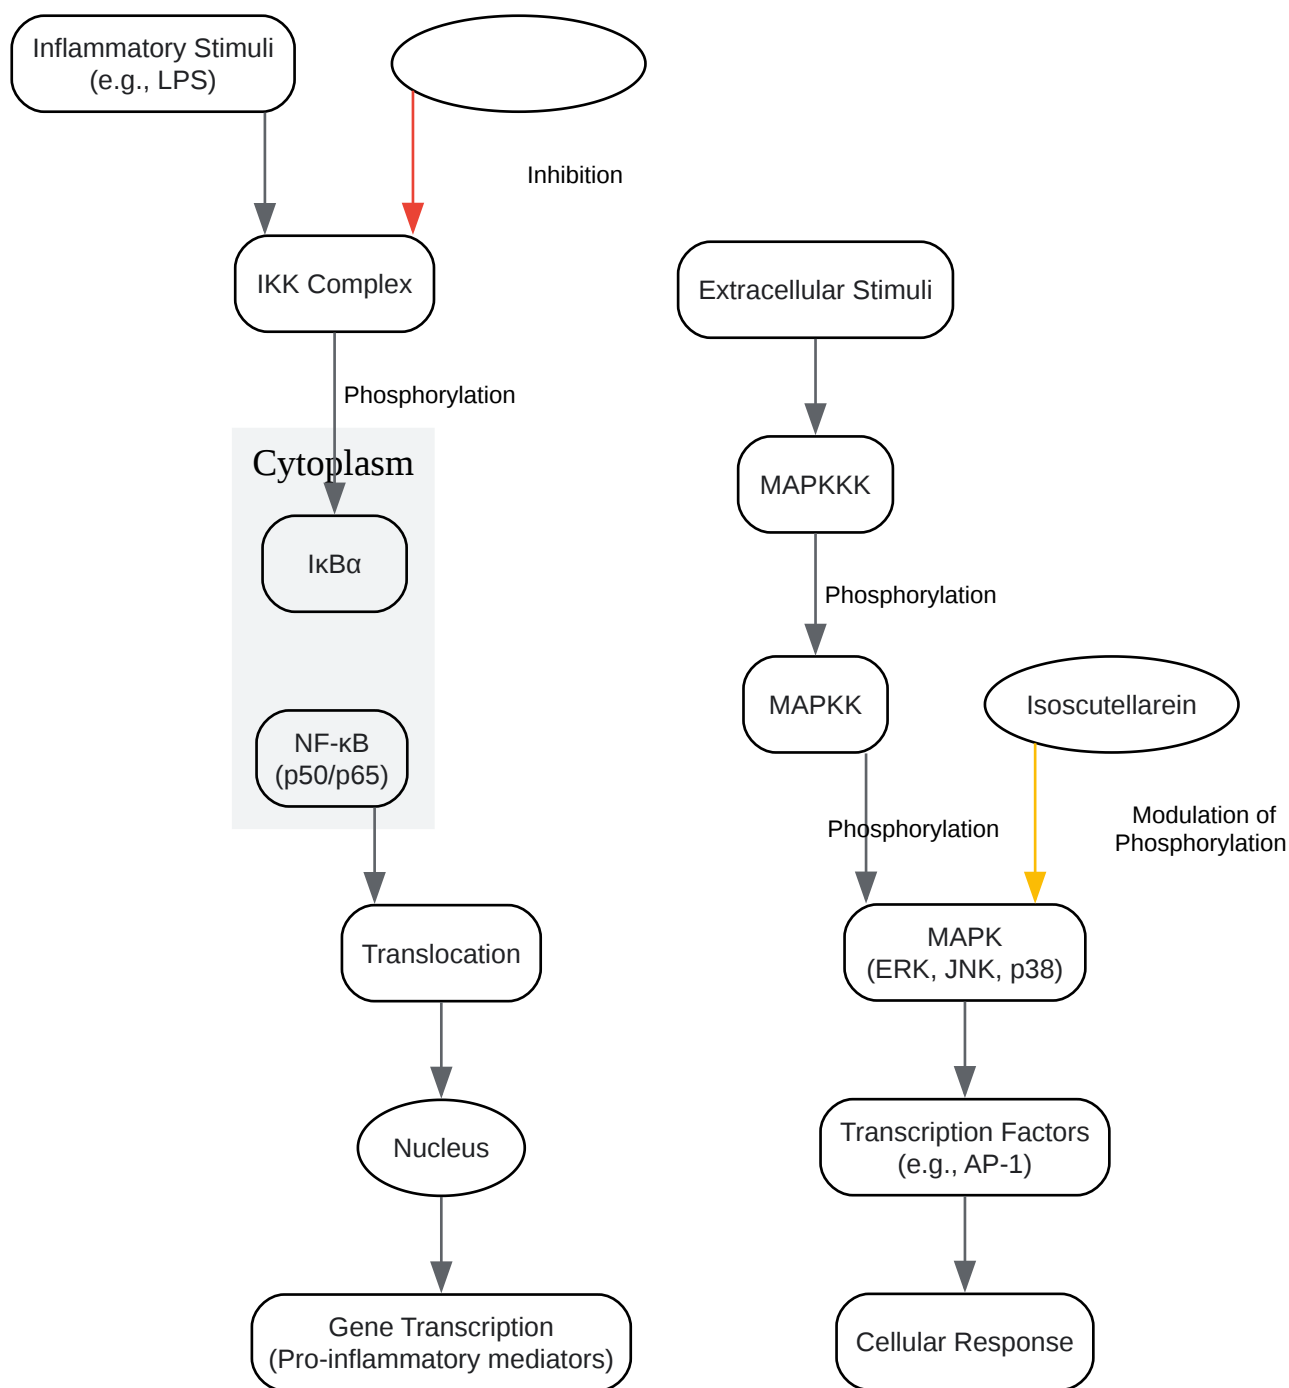 Inflammatory Stimuli
(e.g., LPS)
Inhibition
IKK Complex
Phosphorylation
Cytoplasm
IκBα
NF-κB
(p50/p65)
Translocation
Nucleus
Gene Transcription
(Pro-inflammatory mediators)
Extracellular Stimuli
MAPKKK
Phosphorylation
MAPKK
Isoscutellarein
Phosphorylation
Modulation of
Phosphorylation
MAPK
(ERK, JNK, p38)
Transcription Factors
(e.g., AP-1)
Cellular Response